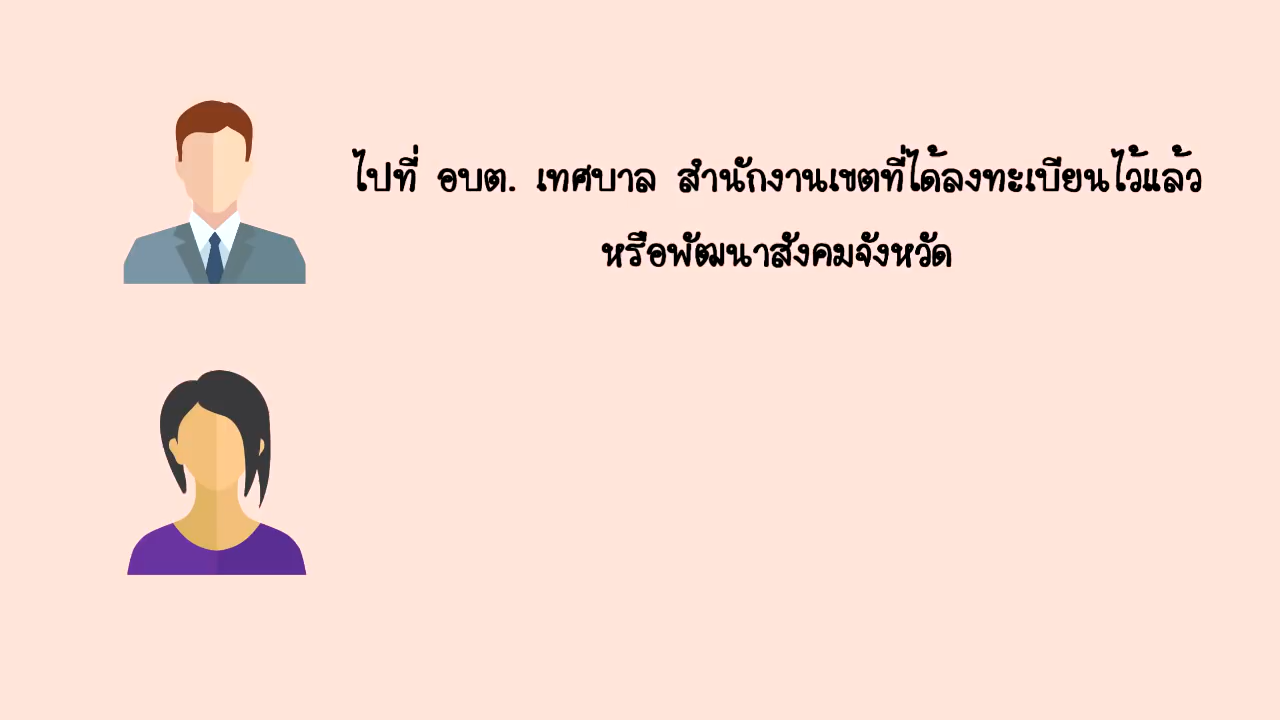 ไปที่ อบต. เทศบาล สำนักงานเขตที่ได้ลงทะเบียนไว้แล้ว
หรือพัฒนาสังคมจังหวัด